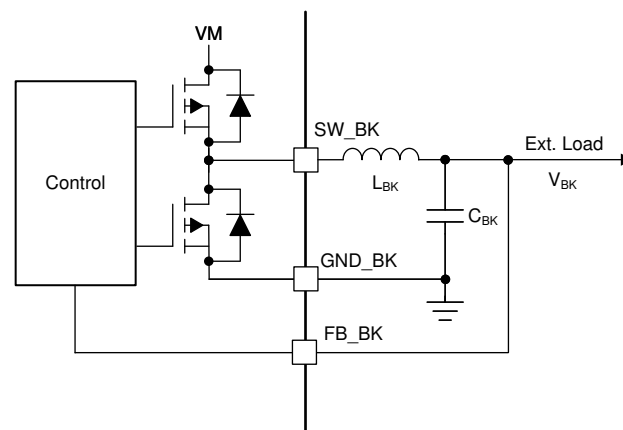 VM
SW_BK
Ext. Load
Control
L_BK
V_BK
C_BK
GND_BK
FB_BK